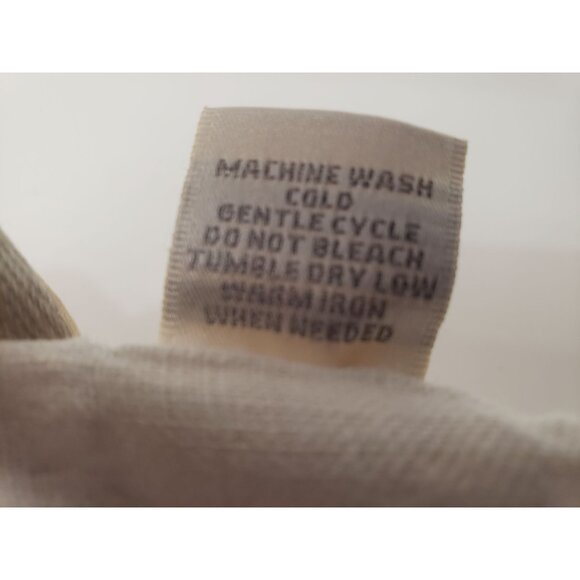 MACHINE WASH
COLD
GENTLE CYCLE
DO NOT BLEACH
TUMBLE DRY LOW
WARM IRON
WHEN NEEDED